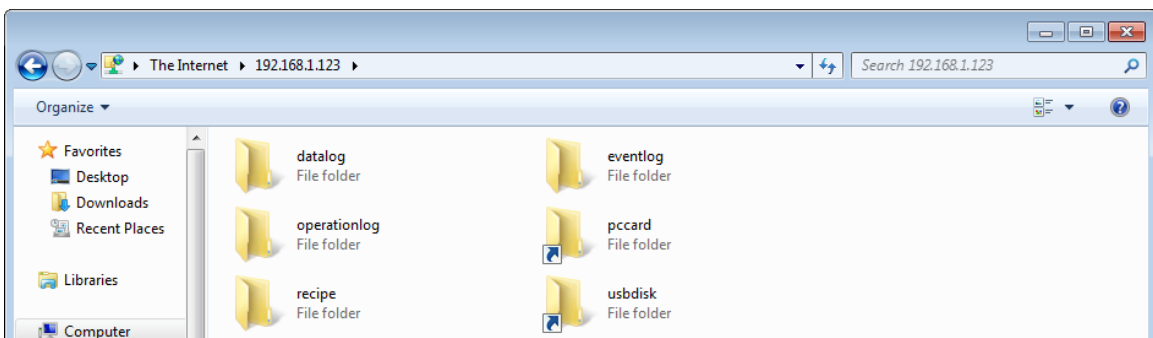 The Internet 192.168.1.123
Search 192.168.1.123
Organize
Favorites
Desktop
Downloads
Recent Places
Libraries
Computer
datalog
File folder
eventlog
File folder
operationlog
File folder
pccard
File folder
recipe
File folder
usbdisk
File folder